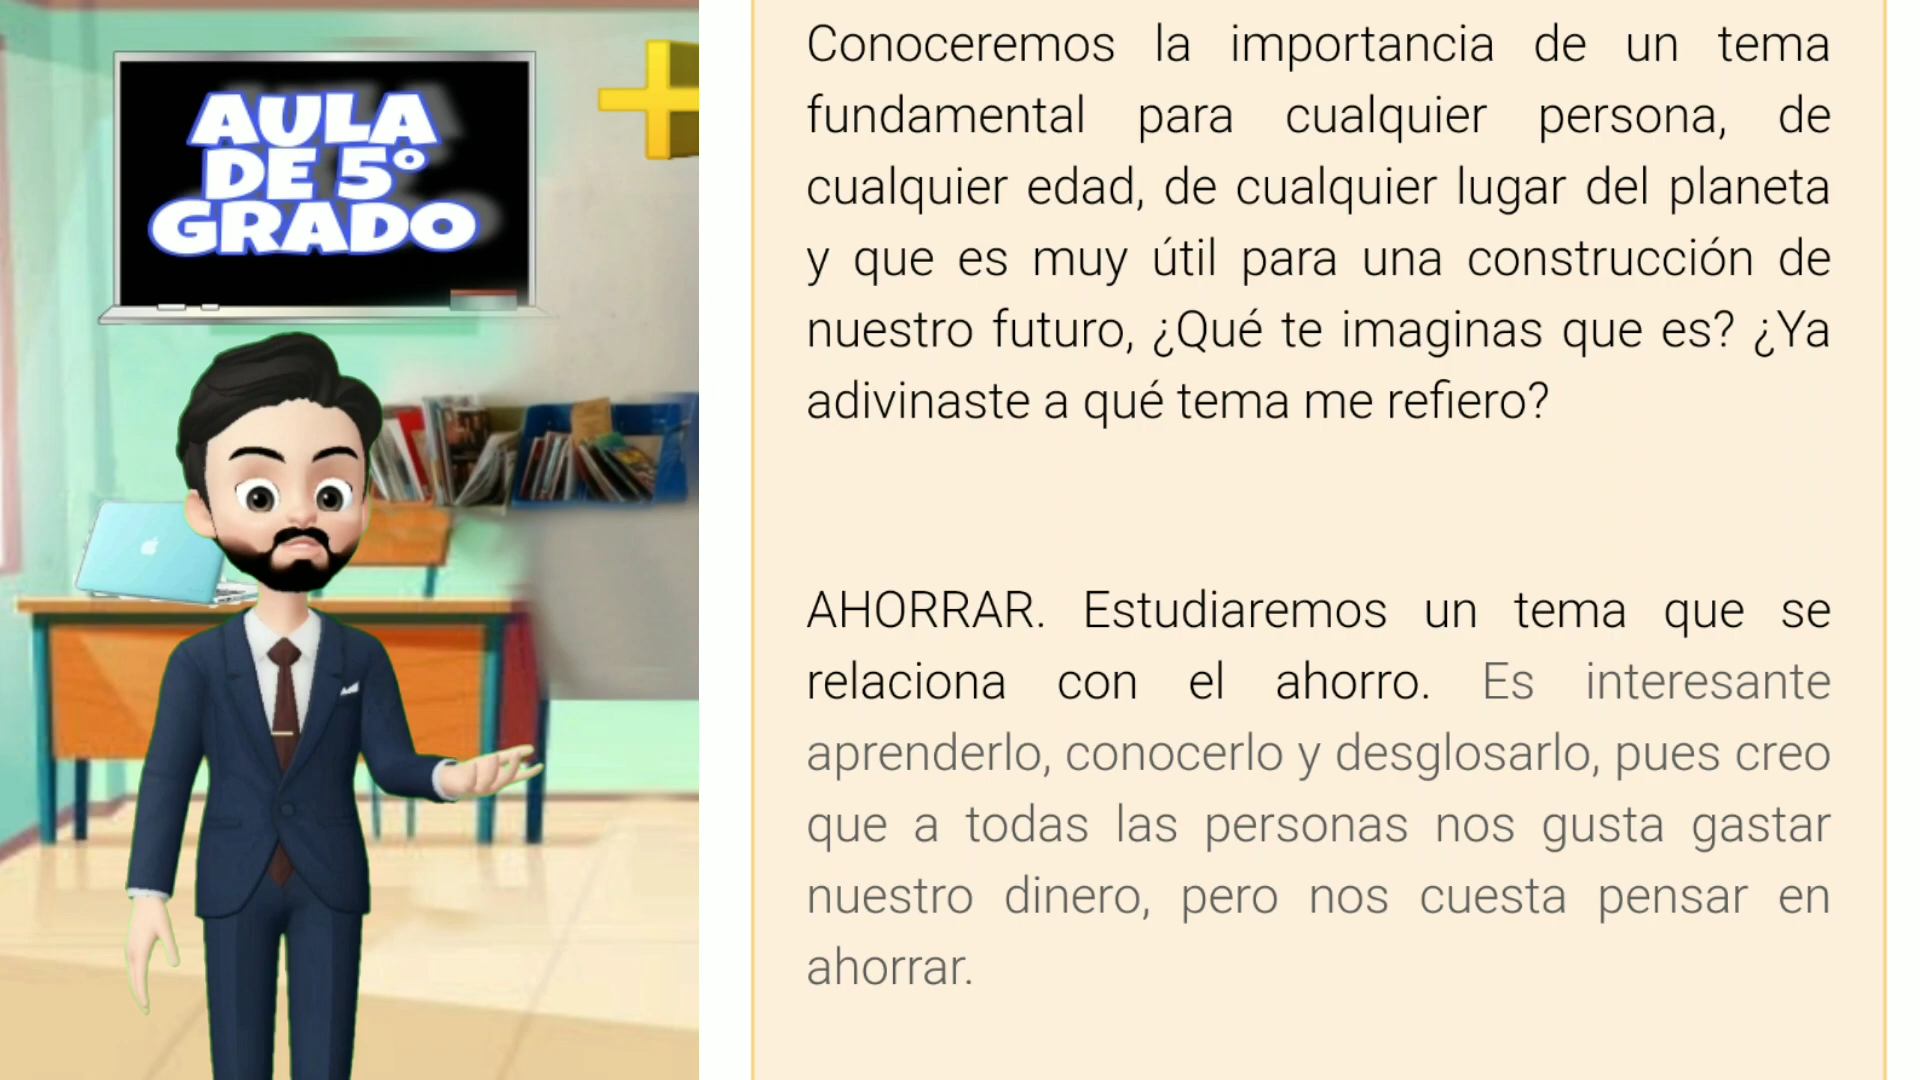 AULA
DE 5º
GRADO
Conoceremos la importancia de un tema
fundamental para cualquier persona, de
cualquier edad, de cualquier lugar del planeta
y que es muy útil para una construcción de
nuestro futuro, ¿Qué te imaginas que es? ¿Ya
adivinaste a qué tema me refiero?
AHORRAR. Estudiaremos un tema que se
relaciona con el ahorro. Es interesante
aprenderlo, conocerlo y desglosarlo, pues creo
que a todas las personas nos gusta gastar
nuestro dinero, pero nos cuesta pensar en
ahorrar.